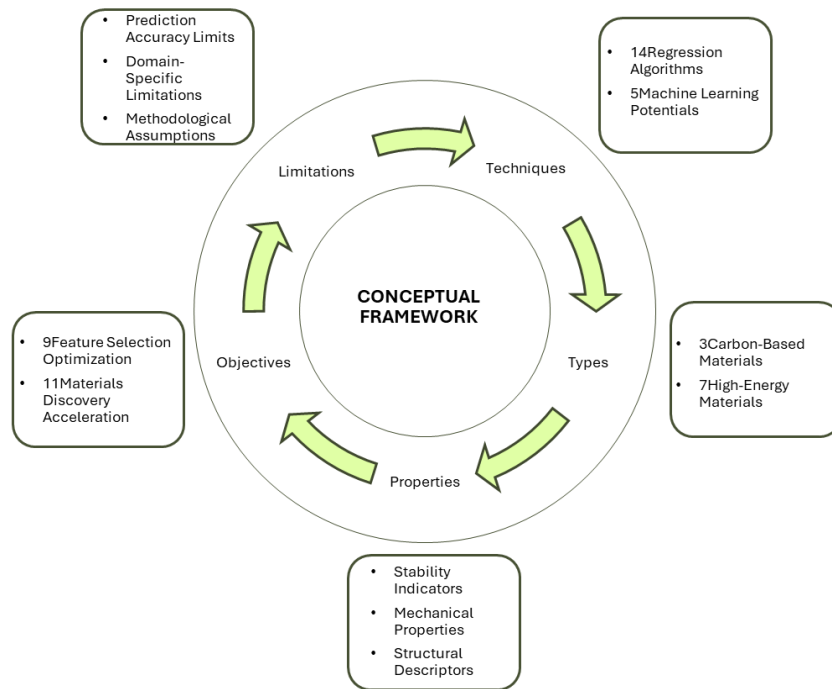 • Prediction
Accuracy Limits
• Domain-
Specific
Limitations
• Methodological
Assumptions
• 14Regression
Algorithms
• 5Machine Learning
Potentials
Limitations
Techniques
CONCEPTUAL
FRAMEWORK
• 9Feature Selection
Optimization
• 11Materials
Discovery
Acceleration
Objectives
Types
• 3Carbon-Based
Materials
• 7High-Energy
Materials
Properties
• Stability
Indicators
• Mechanical
Properties
• Structural
Descriptors